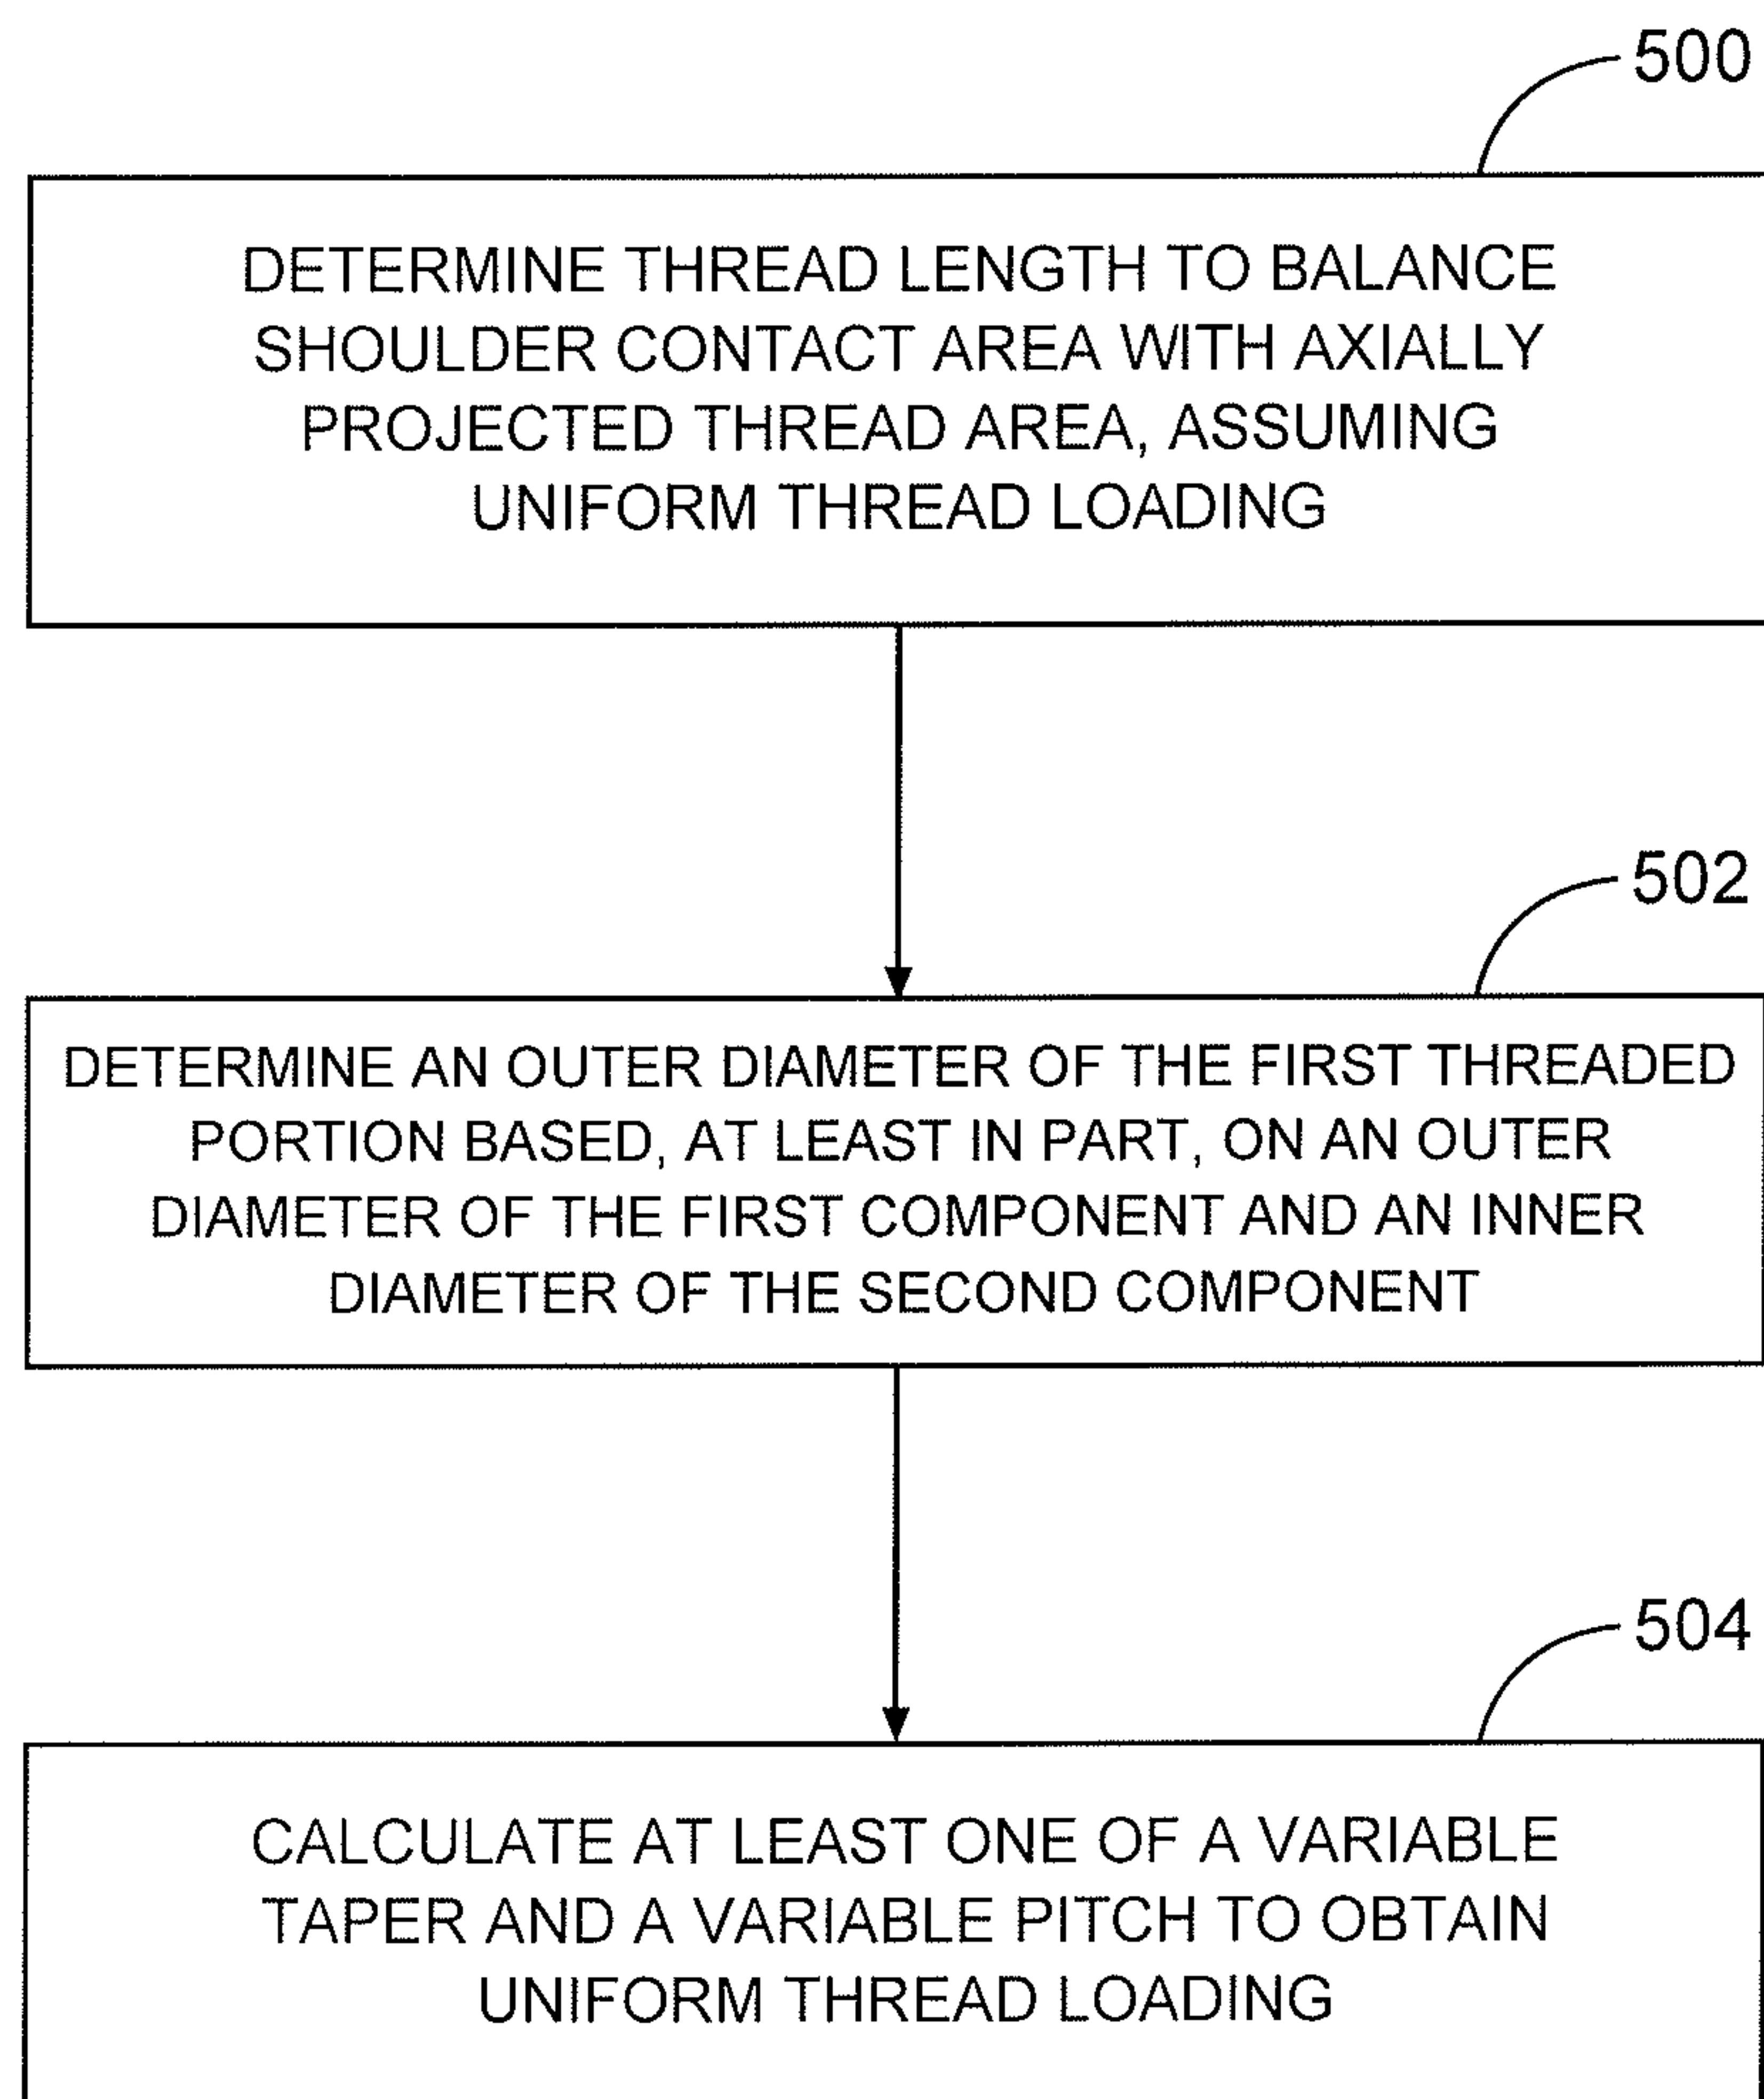 500
DETERMINE THREAD LENGTH TO BALANCE
SHOULDER CONTACT AREA WITH AXIALLY
PROJECTED THREAD AREA, ASSUMING
UNIFORM THREAD LOADING
502
DETERMINE AN OUTER DIAMETER OF THE FIRST THREADED
PORTION BASED, AT LEAST IN PART, ON AN OUTER
DIAMETER OF THE FIRST COMPONENT AND AN INNER
DIAMETER OF THE SECOND COMPONENT
504
CALCULATE AT LEAST ONE OF A VARIABLE
TAPER AND A VARIABLE PITCH TO OBTAIN
UNIFORM THREAD LOADING